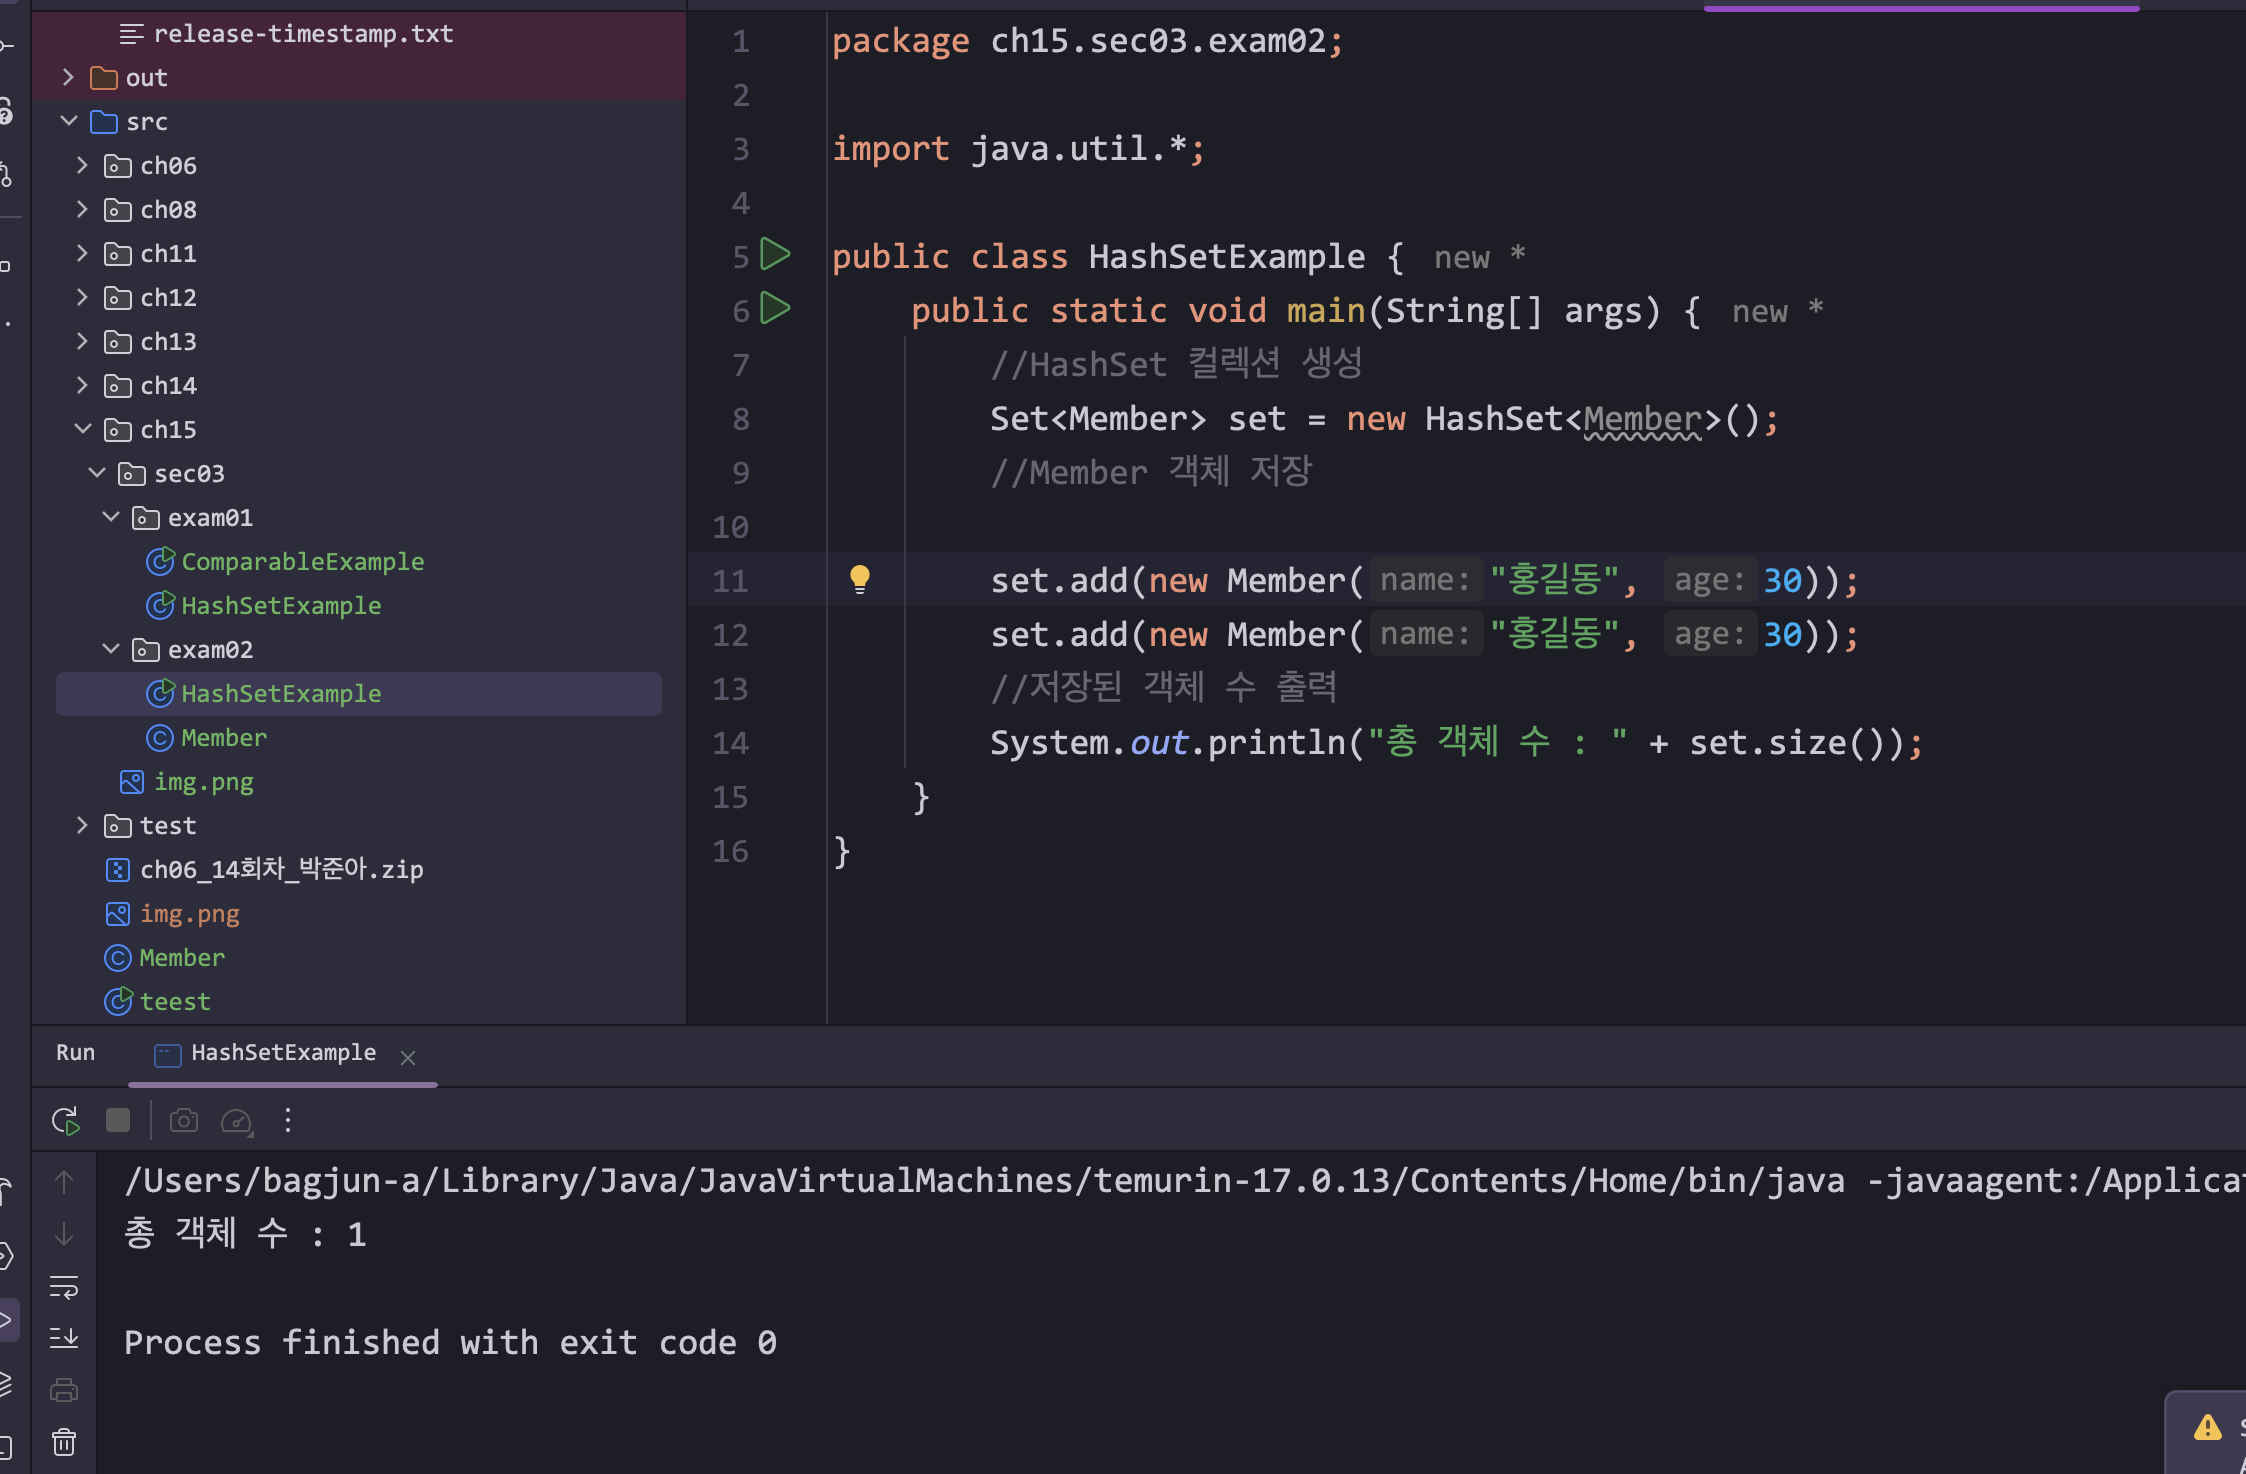 release-timestamp.txt
out
src
ch06
ch08
ch11
ch12
ch13
ch14
ch15
sec03
exam01
ComparableExample
HashSetExample
exam02
HashSetExample
Member
img.png
test
ch06_14회차_박준아.zip
img.png
Member
teest
1 package ch15.sec03.exam02;
2
3 import java.util.*;
4
5 public class HashSetExample { new *
6 public static void main(String[] args) { new *
7 //HashSet 컬렉션 생성
8 Set<Member> set = new HashSet<Member>();
9 //Member 객체 저장
10
11 set.add(new Member( name: "홍길동", age: 30));
12 set.add(new Member( name: "홍길동", age: 30));
13 //저장된 객체 수 출력
14 System.out.println("총 객체 수 : " + set.size());
15 }
16 }
Run HashSetExample
/Users/bagjun-a/Library/Java/JavaVirtualMachines/temurin-17.0.13/Contents/Home/bin/java -javaagent:/Applica
총 객체 수 : 1
Process finished with exit code 0